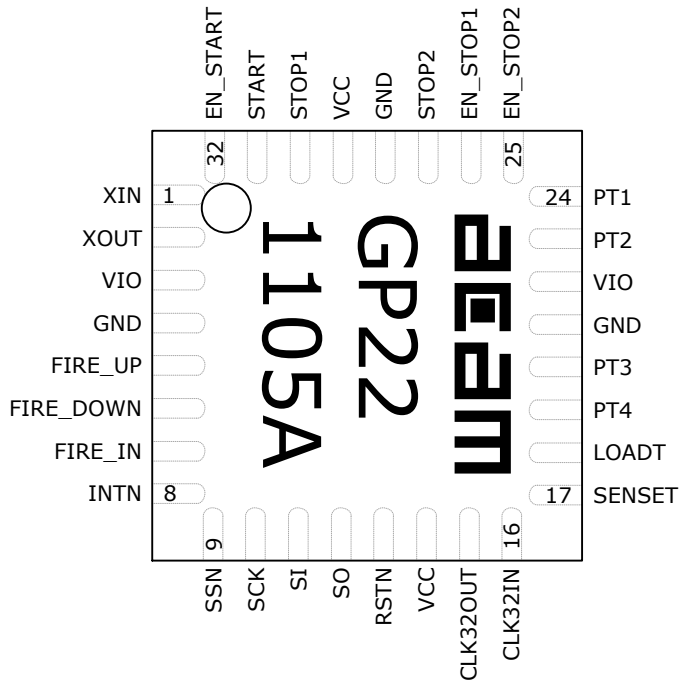 EN_START
START
STOP1
VCC
GND
STOP2
EN_STOP1
EN_STOP2
32
25
XIN 1
XOUT
VIO
GND
FIRE_UP
FIRE_DOWN
FIRE_IN
INTN 8
acam
GP22
1105A
24 PT1
PT2
VIO
GND
PT3
PT4
LOADT
17 SENSET
9
16
SSN
SCK
SI
SO
RSTN
VCC
CLK32OUT
CLK32IN